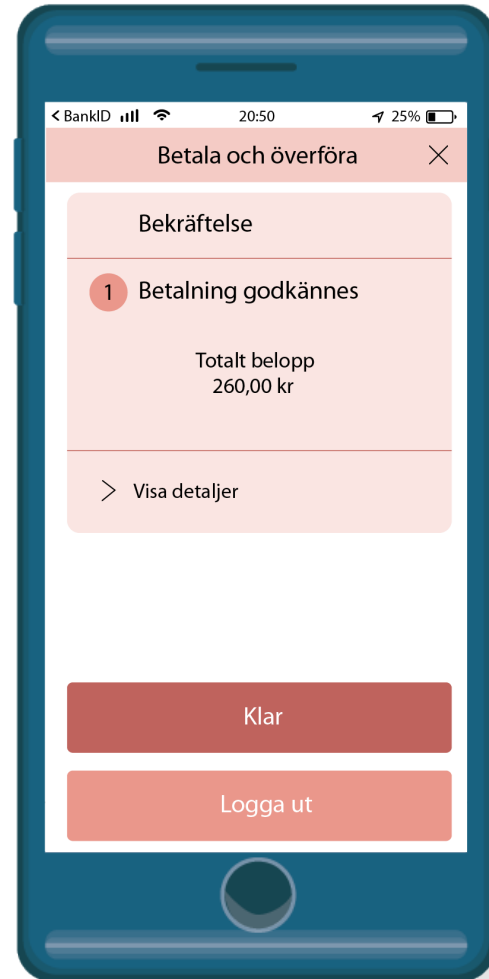 BankID 20:50 25%
Betala och överföra
Bekräftelse
1 Betalning godkännes
Totalt belopp
260,00 kr
Visa detaljer
Klar
Logga ut